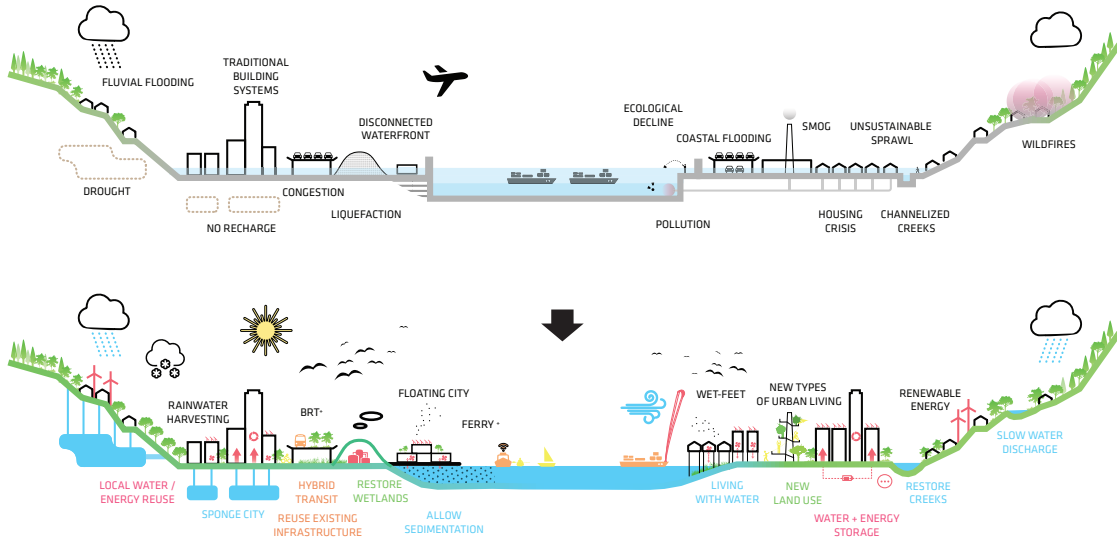 FLUVIAL FLOODING
TRADITIONAL
BUILDING
SYSTEMS
DISCONNECTED
WATERFRONT
ECOLOGICAL
DECLINE
COASTAL FLOODING
SMOG
UNSUSTAINABLE
SPRAWL
WILDFIRES
DROUGHT
CONGESTION
LIQUEFACTION
NO RECHARGE
POLLUTION
HOUSING
CRISIS
CHANNELIZED
CREEKS
RAINWATER
HARVESTING
BRT+
FLOATING CITY
FERRY +
WET-FEET
NEW TYPES
OF URBAN LIVING
RENEWABLE
ENERGY
SLOW WATER
DISCHARGE
LOCAL WATER /
ENERGY REUSE
SPONGE CITY
HYBRID
TRANSIT
REUSE EXISTING
INFRASTRUCTURE
RESTORE
WETLANDS
ALLOW
SEDIMENTATION
LIVING
WITH WATER
NEW
LAND USE
WATER + ENERGY
STORAGE
RESTORE
CREEKS